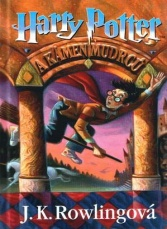 Harry Potter
A KÁMEN MUDRCŮ
J. K. Rowlingová